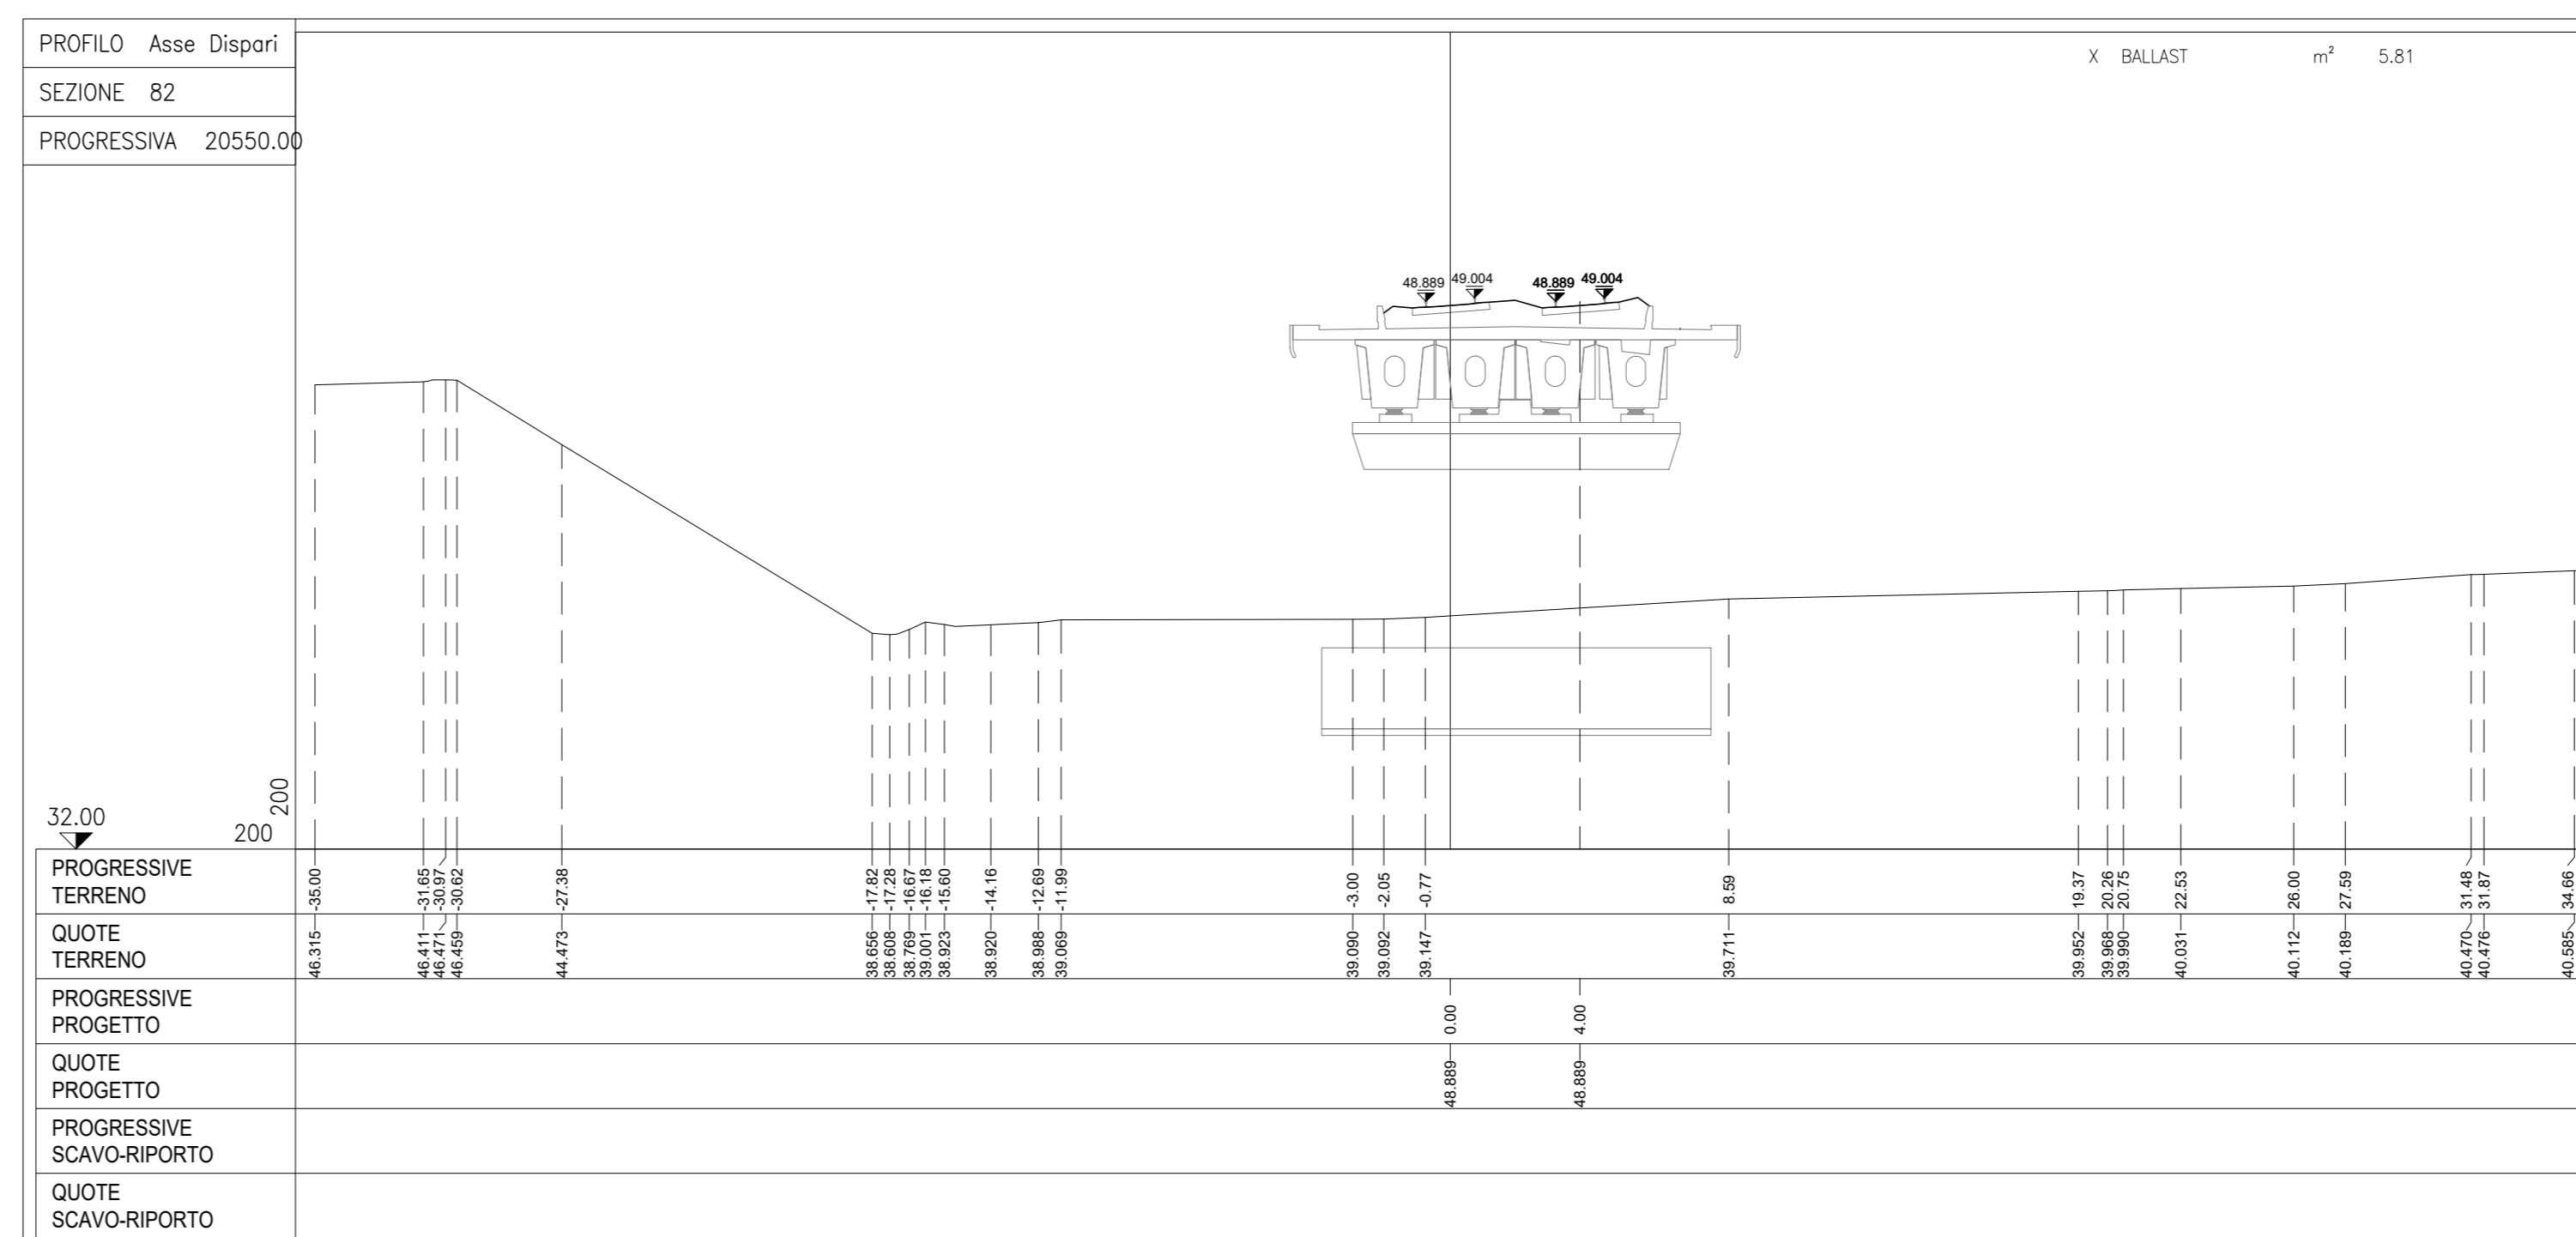 PROFILO Asse Dispari
SEZIONE 82
PROGRESSIVA 20550.00
X BALLAST m² 5.81
48.889 49.004 48.889 49.004
32.00
200
200
PROGRESSIVE
TERRENO
-35.00 -31.65 -30.97 -30.62 -27.38 -17.82 -17.28 -16.67 -16.18 -15.60 -14.16 -12.69 -11.99 -3.00 -2.05 -0.77 8.59 19.37 20.26 20.75 22.53 26.00 27.59 31.48 31.87 34.66
QUOTE
TERRENO
46.315 46.411 46.471 46.459 44.473 38.656 38.608 38.769 39.001 38.923 38.920 38.988 39.069 39.090 39.092 39.147 39.711 39.952 39.968 39.990 40.031 40.112 40.189 40.470 40.476 40.585
PROGRESSIVE
PROGETTO
0.00 4.00
QUOTE
PROGETTO
48.889 48.889
PROGRESSIVE
SCAVO-RIPORTO
QUOTE
SCAVO-RIPORTO